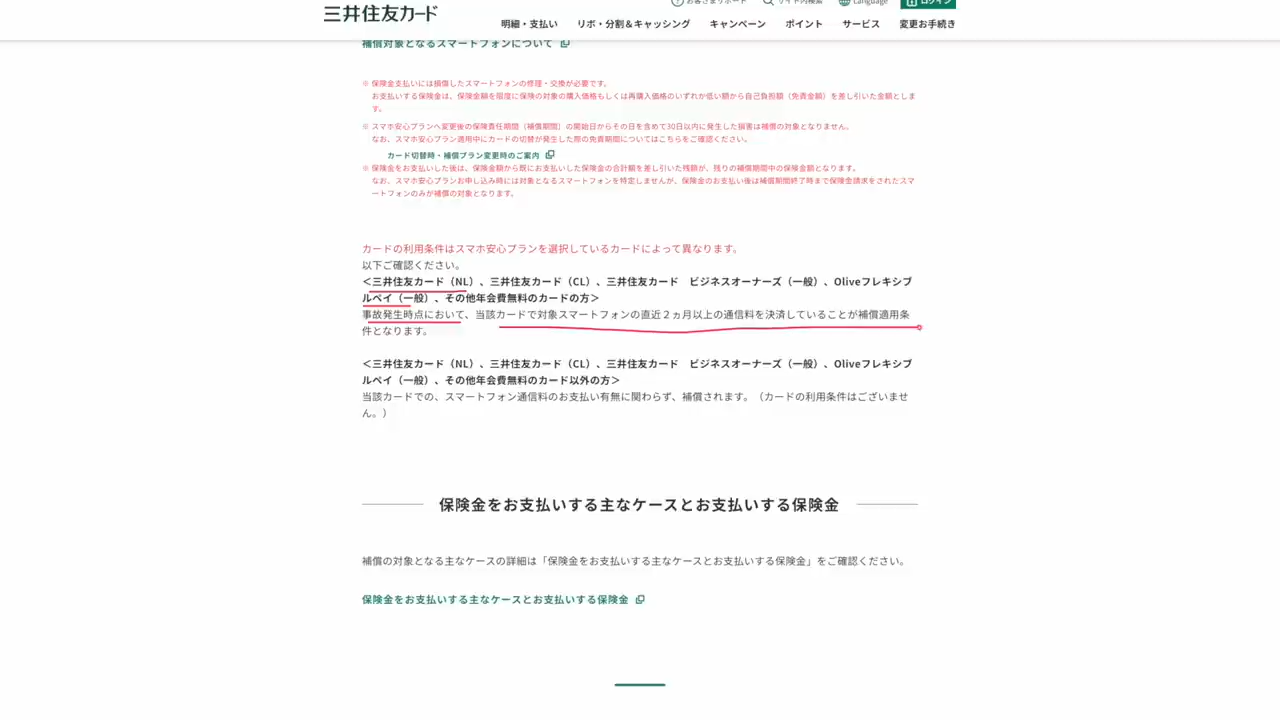 三井住友カード
お客さまサポート
サイト内検索
Language
ログイン
明細・支払い
リボ・分割＆キャッシング
キャンペーン
ポイント
サービス
変更お手続き
補償対象となるスマートフォンについて
※ 保険金支払いには損傷したスマートフォンの修理・交換が必要です。
お支払いする保険金は、保険金額を限度に保険の対象の購入価格もしくは再購入価格のいずれか低い額から自己負担額（免責金額）を差し引いた金額としま
す。
※ スマホ安心プランへ変更後の保険責任期間（補償期間）の開始日からその日を含めて30日以内に発生した損害は補償の対象となりません。
なお、スマホ安心プラン適用中にカードの切替が発生した際の免責期間についてはこちらをご確認ください。
カード切替時・補償プラン変更時のご案内
※ 保険金をお支払いした後は、保険金額から既にお支払いした保険金の合計額を差し引いた残額が、残りの補償期間中の保険金額となります。
なお、スマホ安心プランお申し込み時には対象となるスマートフォンを特定しませんが、保険金のお支払い後は補償期間終了時まで保険金請求をされたスマ
ートフォンのみが補償の対象となります。
カードの利用条件はスマホ安心プランを選択しているカードによって異なります。
以下ご確認ください。
＜三井住友カード（NL）、三井住友カード（CL）、三井住友カード　ビジネスオーナーズ（一般）、Oliveフレキシブ
ルペイ（一般）、その他年会費無料のカードの方＞
事故発生時点において、当該カードで対象スマートフォンの直近２ヵ月以上の通信料を決済していることが補償適用条
件となります。
＜三井住友カード（NL）、三井住友カード（CL）、三井住友カード　ビジネスオーナーズ（一般）、Oliveフレキシブ
ルペイ（一般）、その他年会費無料のカード以外の方＞
当該カードでの、スマートフォン通信料のお支払い有無に関わらず、補償されます。（カードの利用条件はございませ
ん。）
保険金をお支払いする主なケースとお支払いする保険金
補償の対象となる主なケースの詳細は「保険金をお支払いする主なケースとお支払いする保険金」をご確認ください。
保険金をお支払いする主なケースとお支払いする保険金